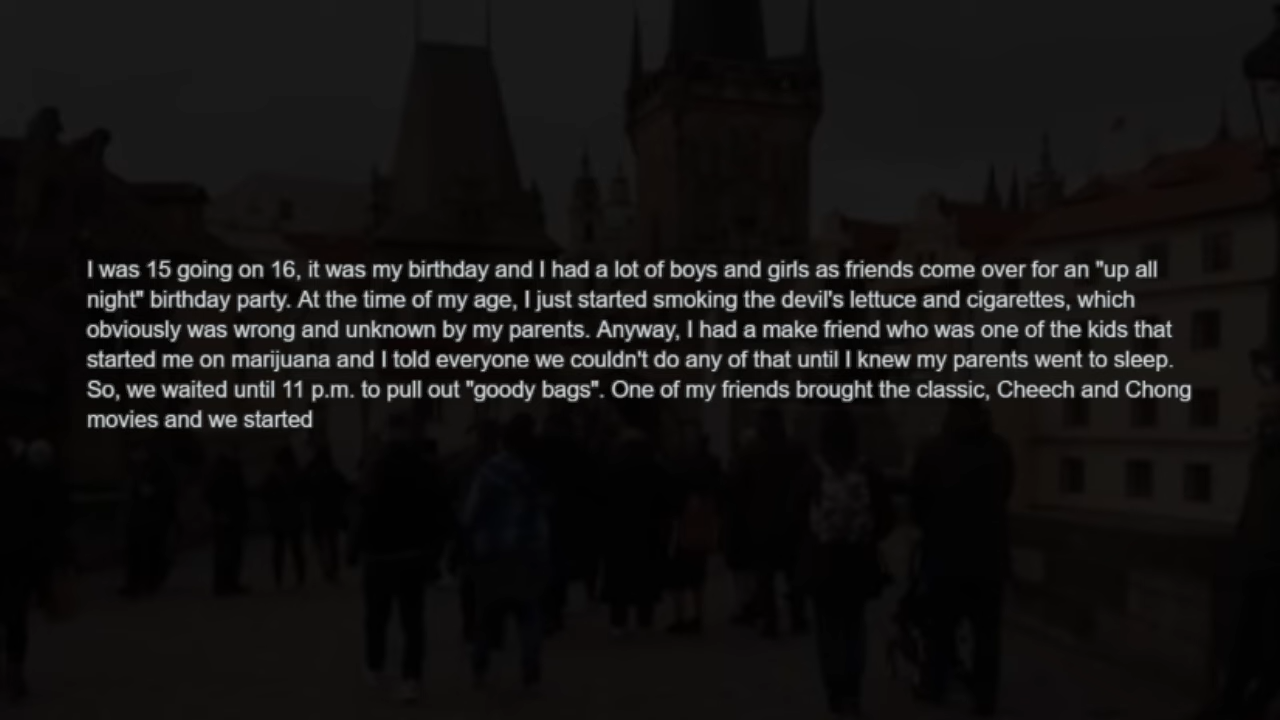 I was 15 going on 16, it was my birthday and I had a lot of boys and girls as friends come over for an "up all
night" birthday party. At the time of my age, I just started smoking the devil's lettuce and cigarettes, which
obviously was wrong and unknown by my parents. Anyway, I had a make friend who was one of the kids that
started me on marijuana and I told everyone we couldn't do any of that until I knew my parents went to sleep.
So, we waited until 11 p.m. to pull out "goody bags". One of my friends brought the classic, Cheech and Chong
movies and we started